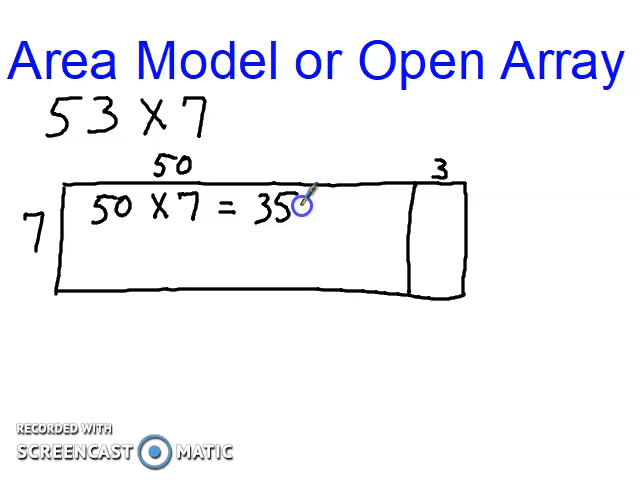 Area Model or Open Array
53 x 7
50 3
7 50 x 7 = 35
RECORDED WITH
SCREENCAST MATIC